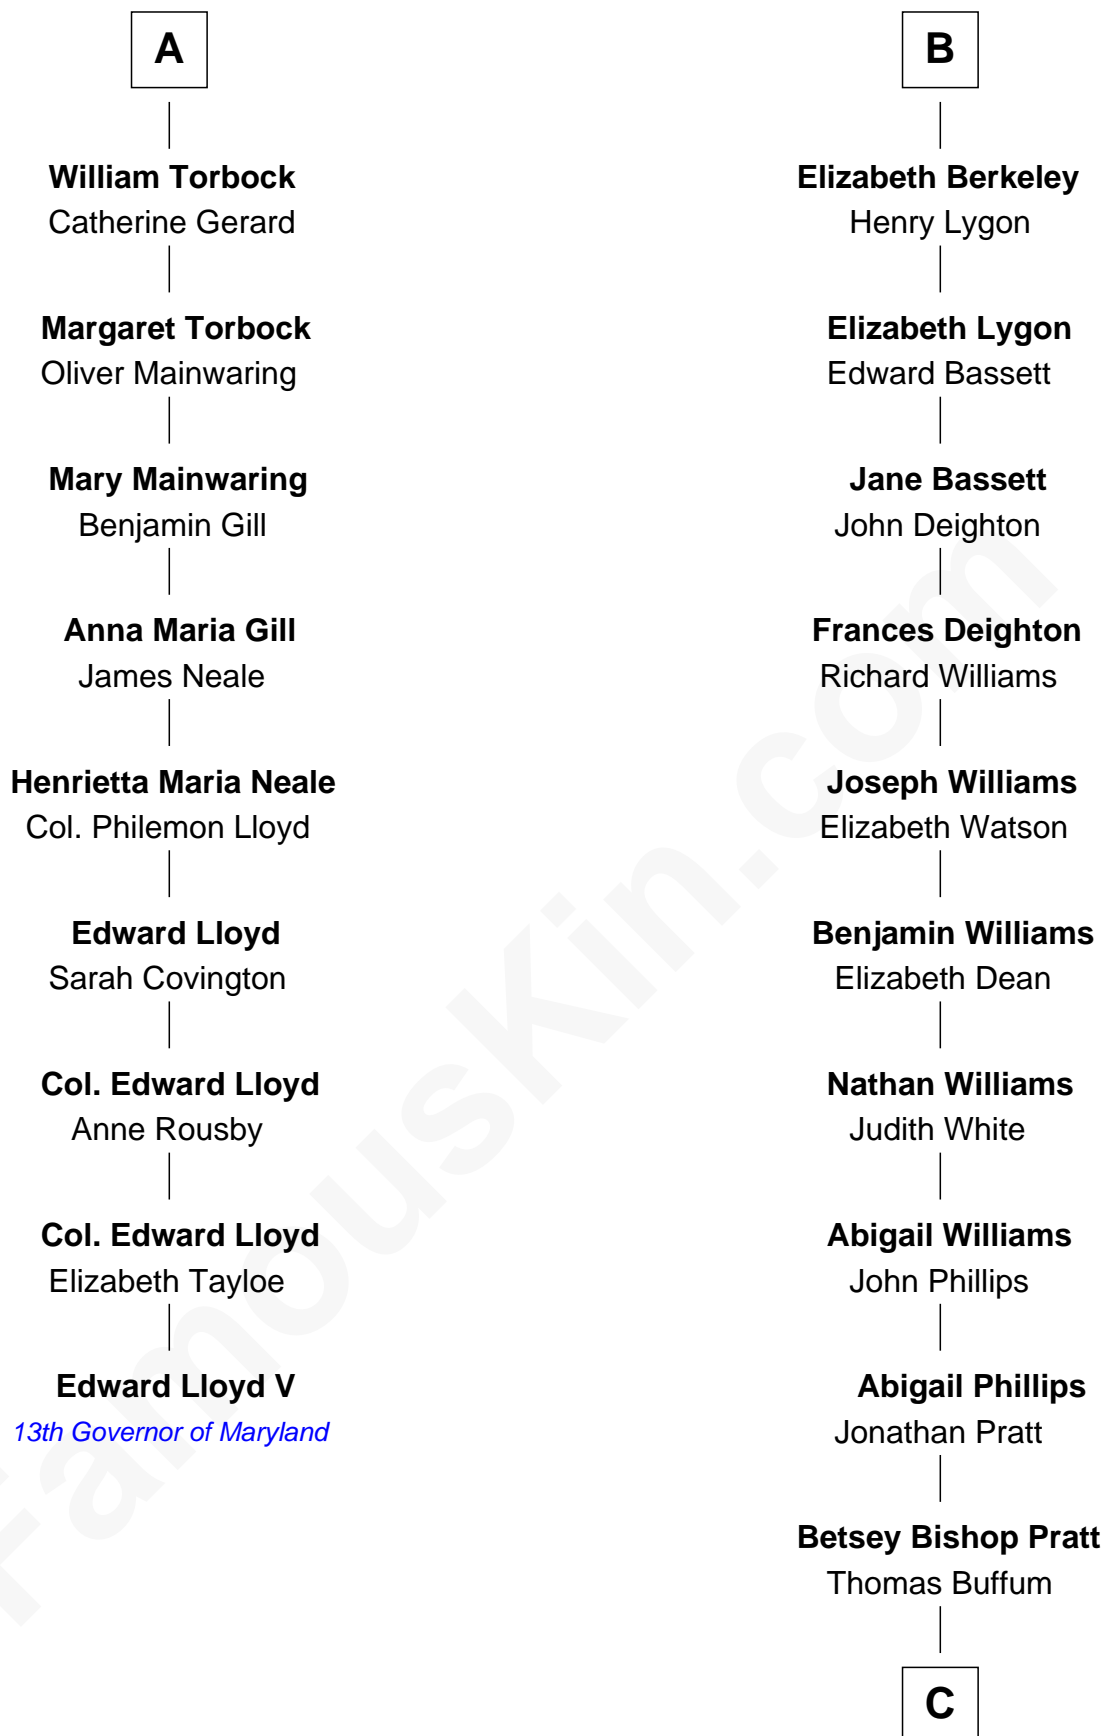 A
William Torbock
Catherine Gerard
Margaret Torbock
Oliver Mainwaring
Mary Mainwaring
Benjamin Gill
Anna Maria Gill
James Neale
Henrietta Maria Neale
Col. Philemon Lloyd
Edward Lloyd
Sarah Covington
Col. Edward Lloyd
Anne Rousby
Col. Edward Lloyd
Elizabeth Tayloe
Edward Lloyd V
13th Governor of Maryland
B
Elizabeth Berkeley
Henry Lygon
Elizabeth Lygon
Edward Bassett
Jane Bassett
John Deighton
Frances Deighton
Richard Williams
Joseph Williams
Elizabeth Watson
Benjamin Williams
Elizabeth Dean
Nathan Williams
Judith White
Abigail Williams
John Phillips
Abigail Phillips
Jonathan Pratt
Betsey Bishop Pratt
Thomas Buffum
C
FamousKin.com